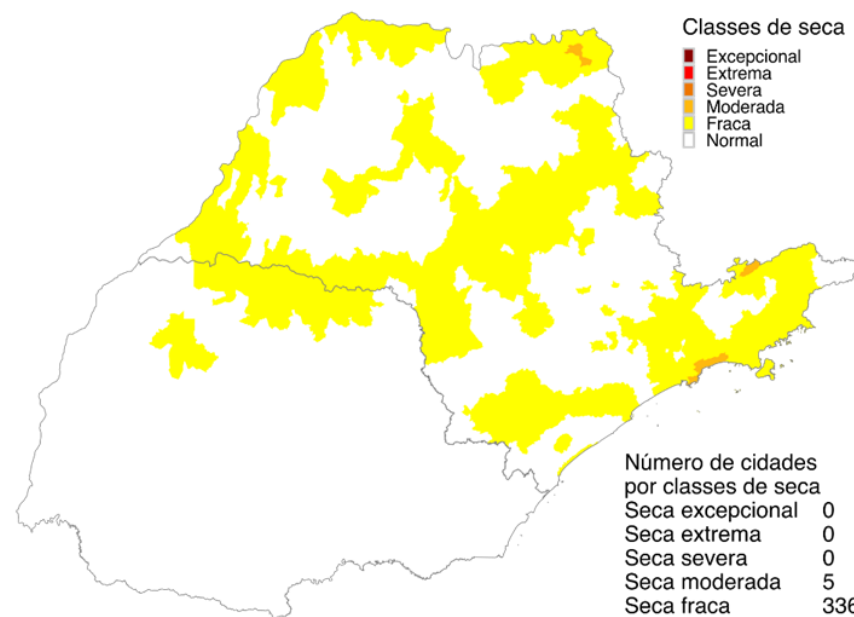 Classes de seca
Excepcional
Extrema
Severa
Moderada
Fraca
Normal
Número de cidades
por classes de seca
Seca excepcional 0
Seca extrema 0
Seca severa 0
Seca moderada 5
Seca fraca 336